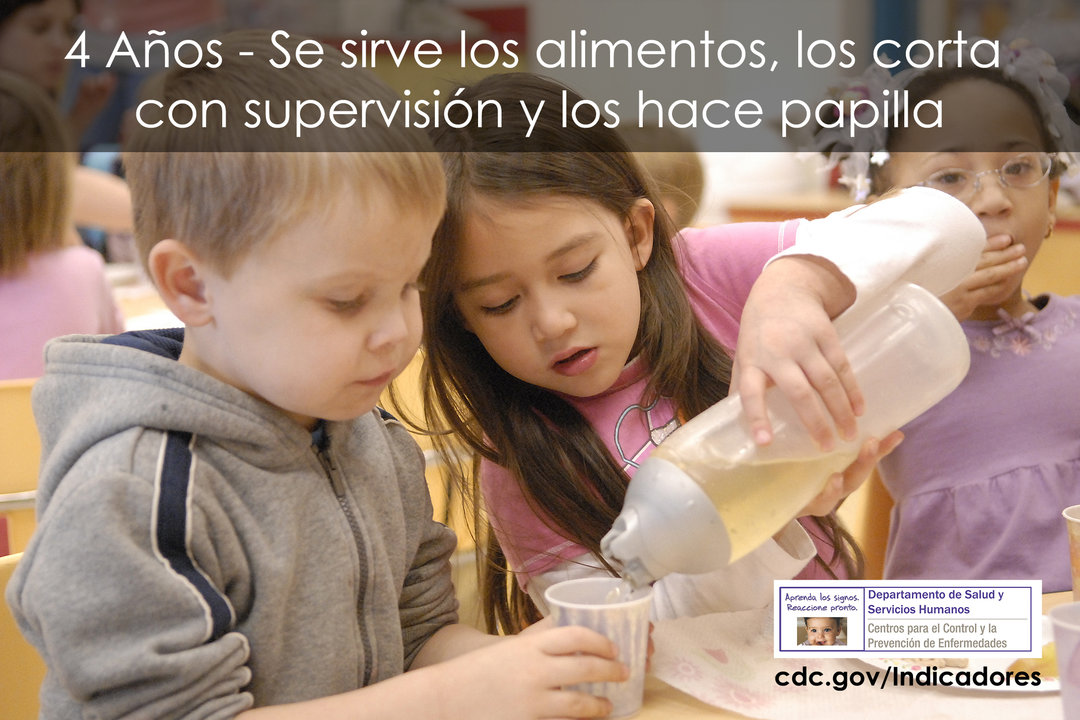 4 Años - Se sirve los alimentos, los corta
con supervisión y los hace papilla
Aprenda los signos.
Reaccione pronto.
Departamento de Salud y
Servicios Humanos
Centros para el Control y la
Prevención de Enfermedades
cdc.gov/Indicadores